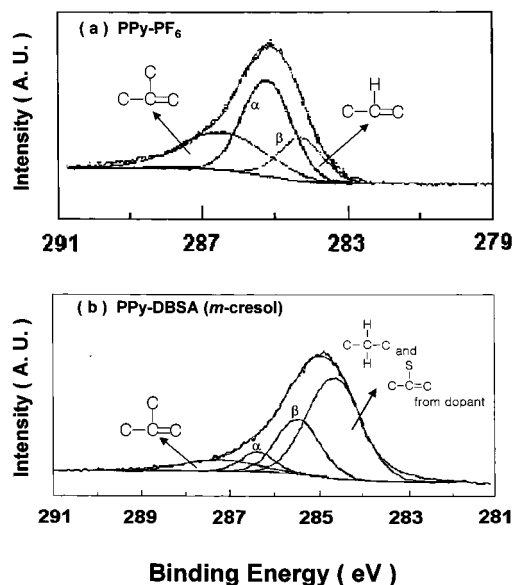 ( a ) PPy-PF6
Intensity ( A. U. )
C
C-C=C
α
β
H
C-C=C
291 287 283 279
( b ) PPy-DBSA (m-cresol)
Intensity ( A. U. )
C
C-C=C
α
β
H
C-C-C and
H
S
C-C=C
from dopant
291 289 287 285 283 281
Binding Energy ( eV )